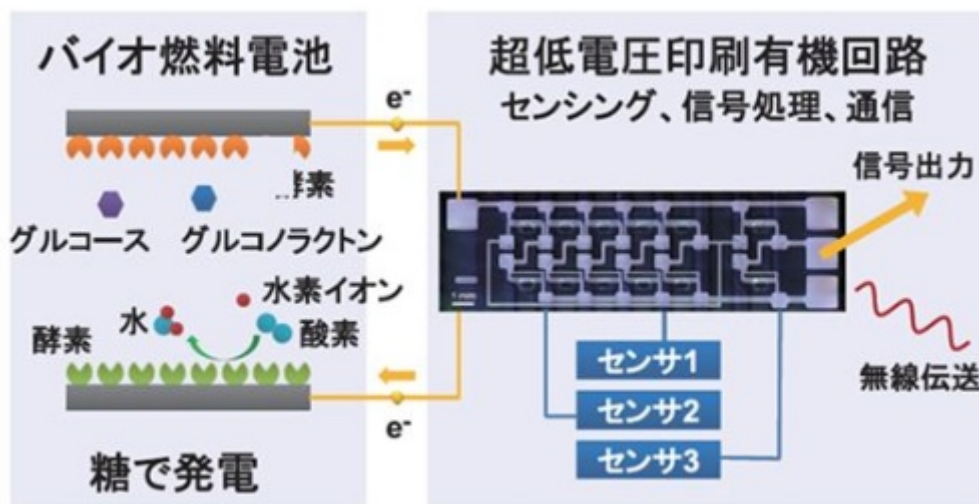 バイオ燃料電池
e-
素
グルコース
グルコノラクトン
水素イオン
水
酸素
酵素
e-
糖で発電
超低電圧印刷有機回路
センシング、信号処理、通信
信号出力
センサ1
センサ2
センサ3
無線伝送